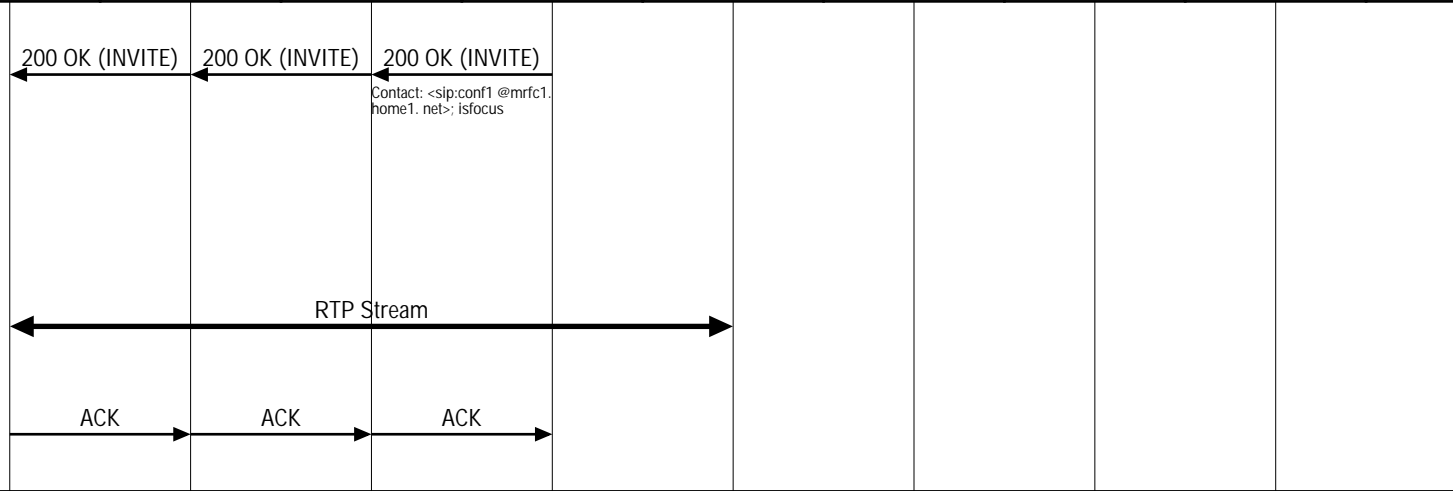 200 OK (INVITE) 200 OK (INVITE) 200 OK (INVITE)
Contact: <sip:conf1 @mrfc1.
home1. net>; isfocus
RTP Stream
ACK ACK ACK